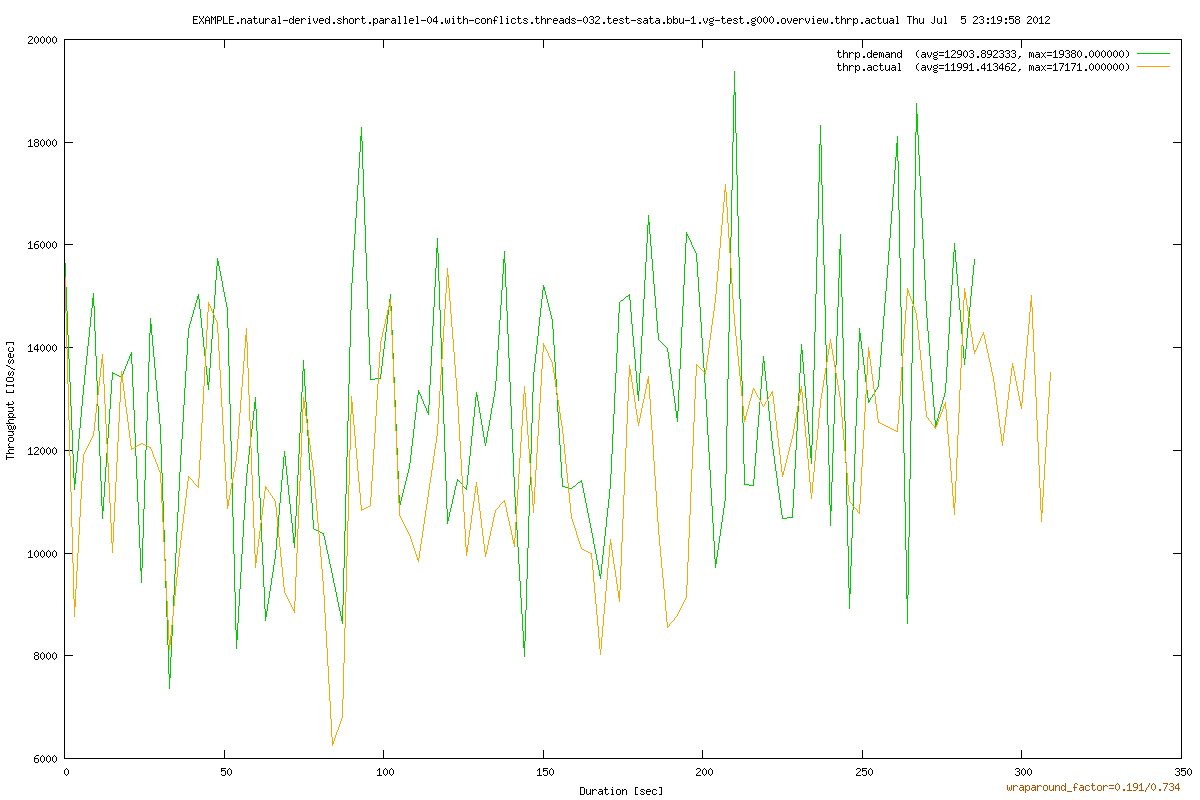 EXAMPLE.natural-derived.short.parallel-04.with-conflicts.threads-032.test-sata.bbu-1.vg-test.g000.overview.thrp.actual Thu Jul  5 23:19:58 2012
thrp.demand  (avg=12903.892333, max=19380.000000)
thrp.actual  (avg=11991.413462, max=17171.000000)
20000
18000
16000
14000
12000
10000
8000
6000
Throughput [IOs/sec]
0 50 100 150 200 250 300 350
Duration [sec]
wraparound_factor=0.191/0.734